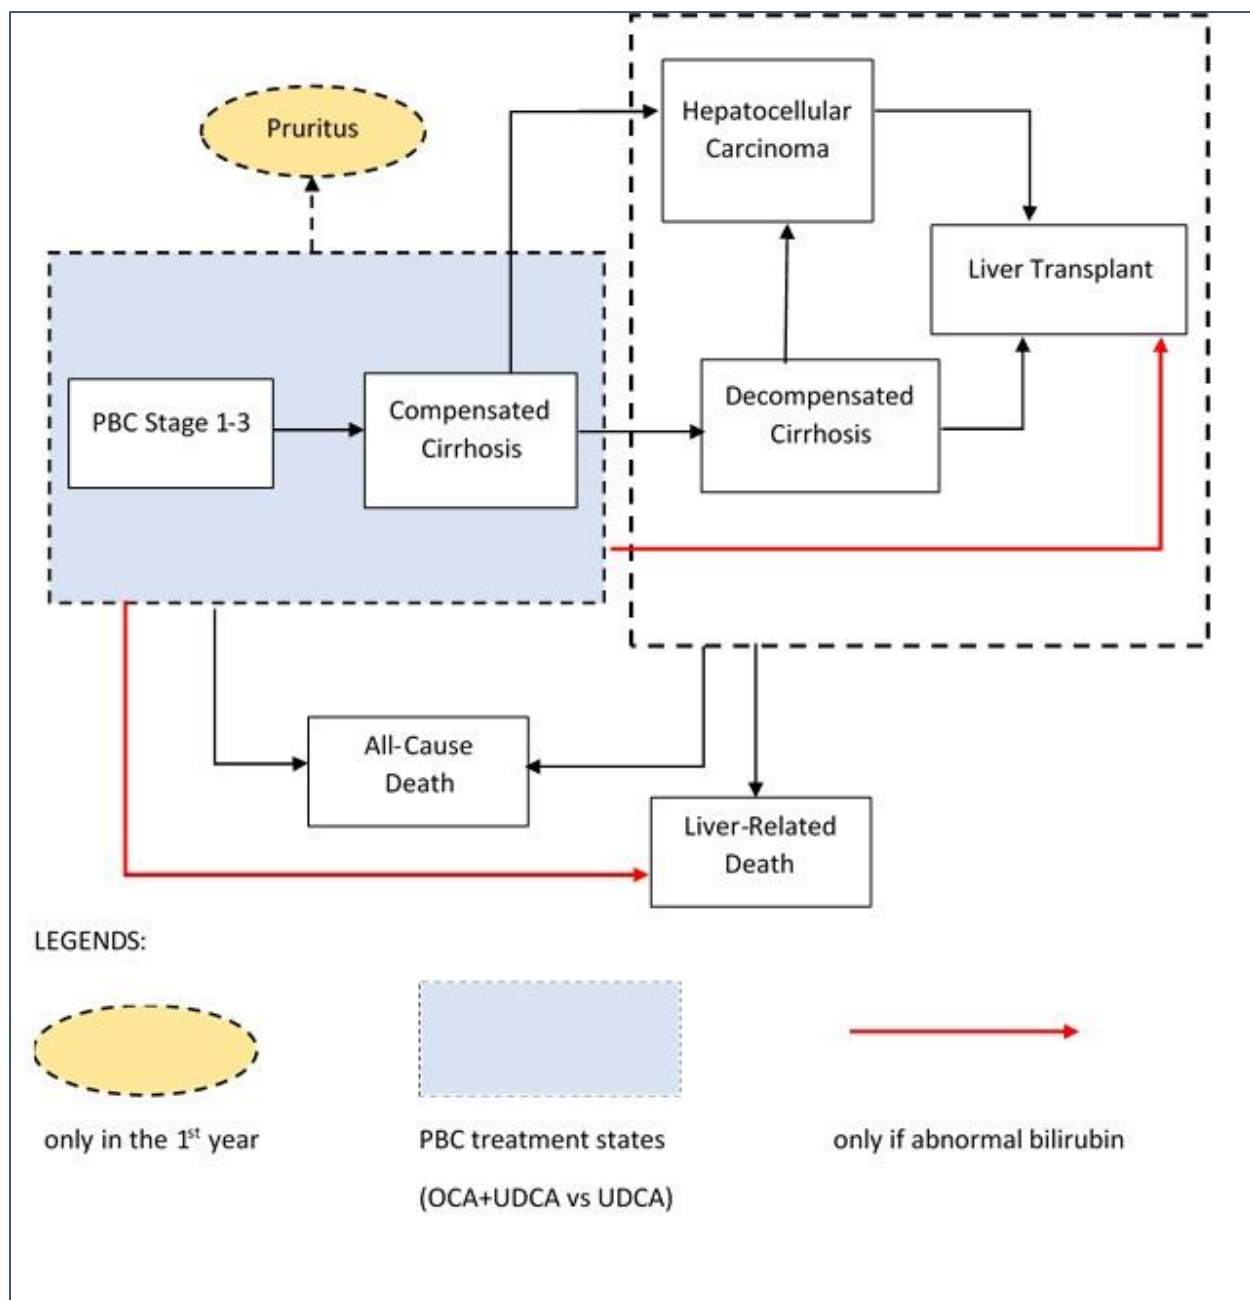 Pruritus
Hepatocellular
Carcinoma
Liver Transplant
PBC Stage 1-3
Compensated
Cirrhosis
Decompensated
Cirrhosis
All-Cause
Death
Liver-Related
Death
LEGENDS:
only in the 1st year
PBC treatment states
(OCA+UDCA vs UDCA)
only if abnormal bilirubin